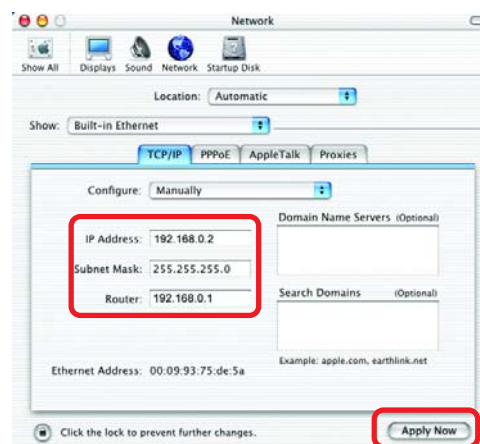 Network
Show All Displays Sound Network Startup Disk
Location: Automatic
Show: Built-in Ethernet
TCP/IP PPPoE AppleTalk Proxies
Configure: Manually
Domain Name Servers (Optional)
IP Address: 192.168.0.2
Subnet Mask: 255.255.255.0
Router: 192.168.0.1
Search Domains (Optional)
Example: apple.com, earthlink.net
Ethernet Address: 00:09:93:75:de:5a
Click the lock to prevent further changes.
Apply Now